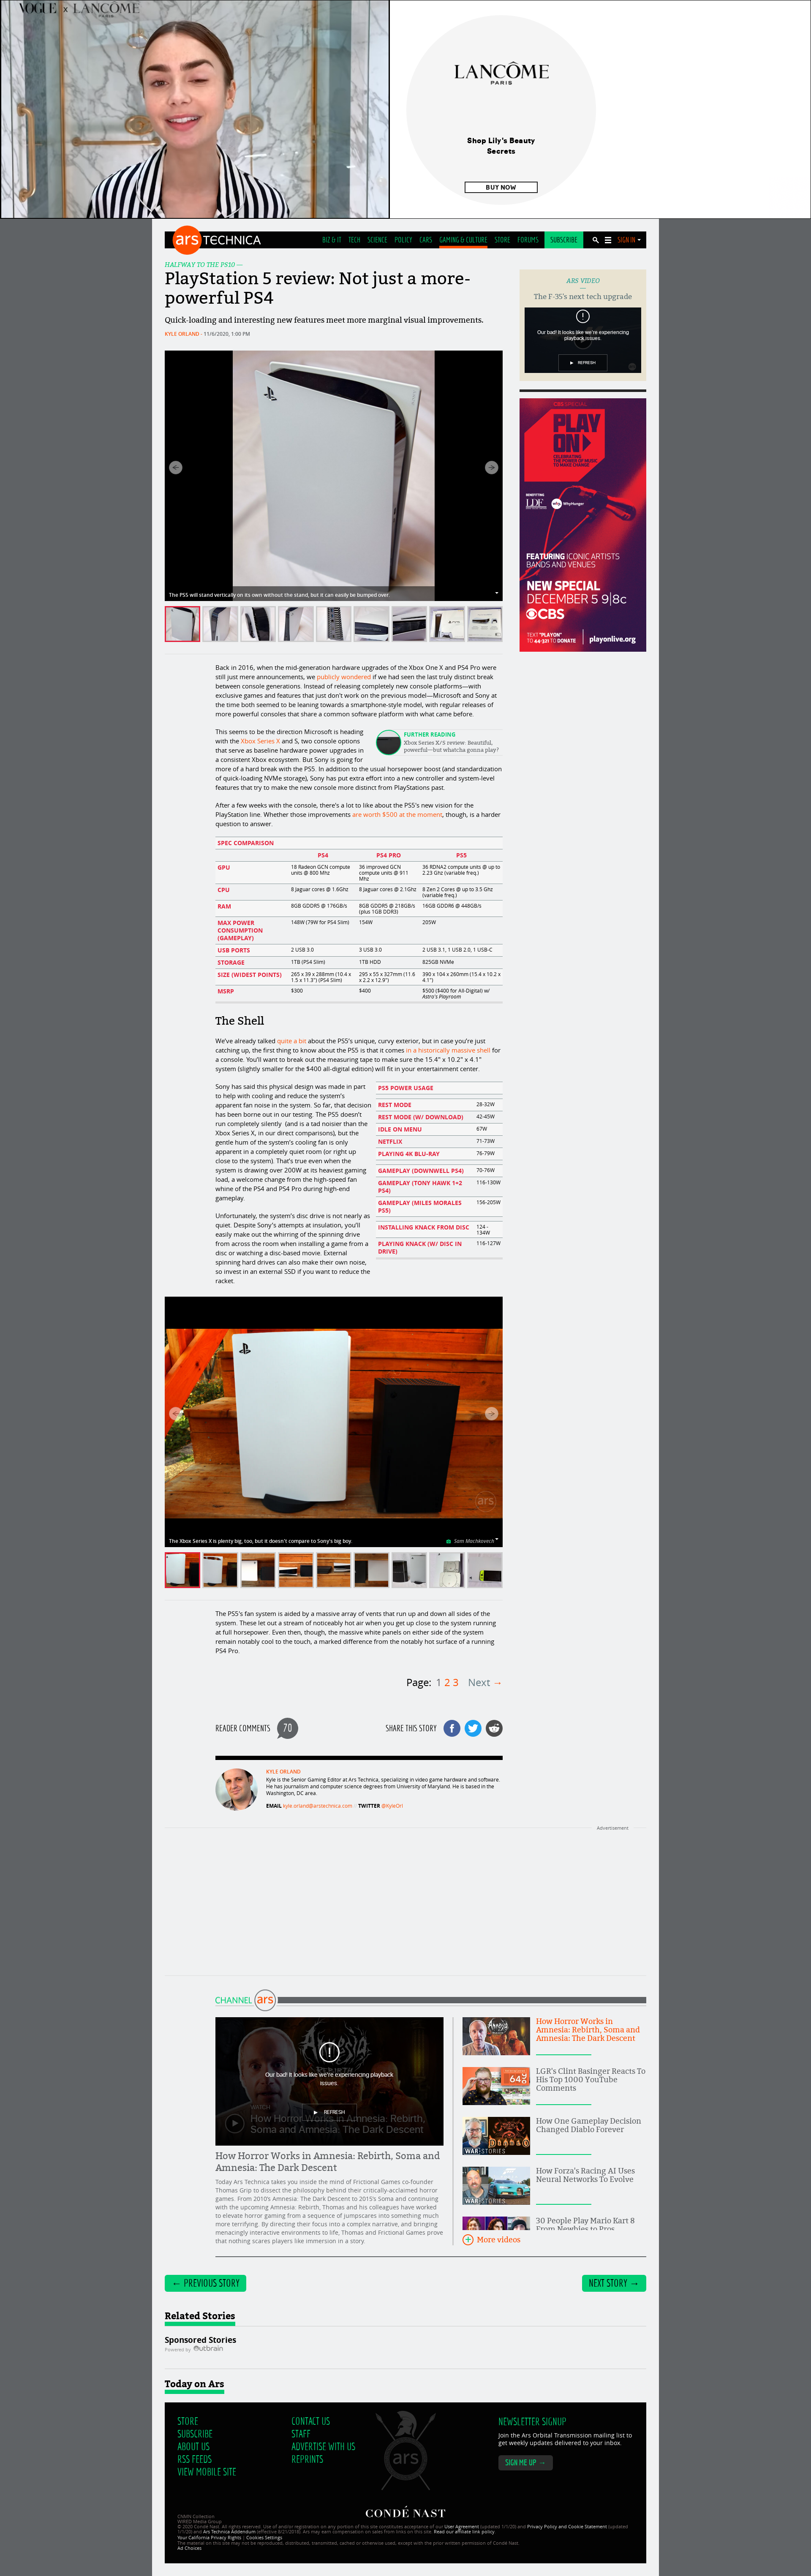 VOGUE x LANCÔME
PARIS
LANCÔME
PARIS
Shop Lily's Beauty
Secrets
BUY NOW
ars TECHNICA
BIZ & IT TECH SCIENCE POLICY CARS GAMING & CULTURE STORE FORUMS SUBSCRIBE SIGN IN
HALFWAY TO THE PS10 —
PlayStation 5 review: Not just a more-
powerful PS4
Quick-loading and interesting new features meet more marginal visual improvements.
KYLE ORLAND - 11/6/2020, 1:00 PM
The PS5 will stand vertically on its own without the stand, but it can easily be bumped over.
ARS VIDEO
The F-35's next tech upgrade
Our bad! It looks like we're experiencing
playback issues.
REFRESH
CBS SPECIAL
PLAY
ON
CELEBRATING
THE POWER OF MUSIC
TO MAKE CHANGE
BENEFITING
LDF
WhyHunger
FEATURING ICONIC ARTISTS
BANDS AND VENUES
NEW SPECIAL
DECEMBER 5 9|8c
CBS
TEXT "PLAYON"
TO 44-321 TO DONATE
playonlive.org
Back in 2016, when the mid-generation hardware upgrades of the Xbox One X and PS4 Pro were
still just mere announcements, we publicly wondered if we had seen the last truly distinct break
between console generations. Instead of releasing completely new console platforms—with
exclusive games and features that just don't work on the previous model—Microsoft and Sony at
the time both seemed to be leaning towards a smartphone-style model, with regular releases of
more powerful consoles that share a common software platform with what came before.
This seems to be the direction Microsoft is heading
with the Xbox Series X and S, two console options
that serve as baseline hardware power upgrades in
a consistent Xbox ecosystem. But Sony is going for
more of a hard break with the PS5. In addition to the usual horsepower boost (and standardization
of quick-loading NVMe storage), Sony has put extra effort into a new controller and system-level
features that try to make the new console more distinct from PlayStations past.
FURTHER READING
Xbox Series X/S review: Beautiful,
powerful—but whatcha gonna play?
After a few weeks with the console, there's a lot to like about the PS5's new vision for the
PlayStation line. Whether those improvements are worth $500 at the moment, though, is a harder
question to answer.
SPEC COMPARISON
PS4 PS4 PRO PS5
GPU 18 Radeon GCN compute units @ 800 Mhz 36 improved GCN compute units @ 911 Mhz 36 RDNA2 compute units @ up to 2.23 Ghz (variable freq.)
CPU 8 Jaguar cores @ 1.6Ghz 8 Jaguar cores @ 2.1Ghz 8 Zen 2 Cores @ up to 3.5 Ghz (variable freq.)
RAM 8GB GDDR5 @ 176GB/s 8GB GDDR5 @ 218GB/s (plus 1GB DDR3) 16GB GDDR6 @ 448GB/s
MAX POWER CONSUMPTION (GAMEPLAY) 148W (79W for PS4 Slim) 154W 205W
USB PORTS 2 USB 3.0 3 USB 3.0 2 USB 3.1, 1 USB 2.0, 1 USB-C
STORAGE 1TB (PS4 Slim) 1TB HDD 825GB NVMe
SIZE (WIDEST POINTS) 265 x 39 x 288mm (10.4 x 1.5 x 11.3") (PS4 Slim) 295 x 55 x 327mm (11.6 x 2.2 x 12.9") 390 x 104 x 260mm (15.4 x 10.2 x 4.1")
MSRP $300 $400 $500 ($400 for All-Digital) w/ Astro's Playroom
The Shell
We've already talked quite a bit about the PS5's unique, curvy exterior, but in case you're just
catching up, the first thing to know about the PS5 is that it comes in a historically massive shell for
a console. You'll want to break out the measuring tape to make sure the 15.4" x 10.2" x 4.1"
system (slightly smaller for the $400 all-digital edition) will fit in your entertainment center.
Sony has said this physical design was made in part
to help with cooling and reduce the system's
apparent fan noise in the system. So far, that decision
has been borne out in our testing. The PS5 doesn't
run completely silently (and is a tad noisier than the
Xbox Series X, in our direct comparisons), but the
gentle hum of the system's cooling fan is only
apparent in a completely quiet room (or right up
close to the system). That's true even when the
system is drawing over 200W at its heaviest gaming
load, a welcome change from the high-speed fan
whine of the PS4 and PS4 Pro during high-end
gameplay.
PS5 POWER USAGE
REST MODE 28-32W
REST MODE (W/ DOWNLOAD) 42-45W
IDLE ON MENU 67W
NETFLIX 71-73W
PLAYING 4K BLU-RAY 76-79W
GAMEPLAY (DOWNWELL PS4) 70-76W
GAMEPLAY (TONY HAWK 1+2 PS4) 116-130W
GAMEPLAY (MILES MORALES PS5) 156-205W
INSTALLING KNACK FROM DISC 124 - 134W
PLAYING KNACK (W/ DISC IN DRIVE) 116-127W
Unfortunately, the system's disc drive is not nearly as
quiet. Despite Sony's attempts at insulation, you'll
easily make out the whirring of the spinning drive
from across the room when installing a game from a
disc or watching a disc-based movie. External
spinning hard drives can also make their own noise,
so invest in an external SSD if you want to reduce the
racket.
ars
The Xbox Series X is plenty big, too, but it doesn't compare to Sony's big boy.
Sam Machkovech
The PS5's fan system is aided by a massive array of vents that run up and down all sides of the
system. These let out a stream of noticeably hot air when you get up close to the system running
at full horsepower. Even then, though, the massive white panels on either side of the system
remain notably cool to the touch, a marked difference from the notably hot surface of a running
PS4 Pro.
Page: 1 2 3 Next →
READER COMMENTS 70
SHARE THIS STORY
KYLE ORLAND
Kyle is the Senior Gaming Editor at Ars Technica, specializing in video game hardware and software.
He has journalism and computer science degrees from University of Maryland. He is based in the
Washington, DC area.
EMAIL kyle.orland@arstechnica.com TWITTER @KyleOrl
Advertisement
CHANNEL ars
Our bad! It looks like we're experiencing playback
issues.
REFRESH
WATCH
How Horror Works in Amnesia: Rebirth,
Soma and Amnesia: The Dark Descent
How Horror Works in Amnesia: Rebirth, Soma and
Amnesia: The Dark Descent
Today Ars Technica takes you inside the mind of Frictional Games co-founder
Thomas Grip to dissect the philosophy behind their critically-acclaimed horror
games. From 2010's Amnesia: The Dark Descent to 2015's Soma and continuing
with the upcoming Amnesia: Rebirth, Thomas and his colleagues have worked
to elevate horror gaming from a sequence of jumpscares into something much
more terrifying. By directing their focus into a complex narrative, and bringing
menacingly interactive environments to life, Thomas and Frictional Games prove
that nothing scares players like immersion in a story.
How Horror Works in
Amnesia: Rebirth, Soma and
Amnesia: The Dark Descent
LGR's Clint Basinger Reacts To
His Top 1000 YouTube
Comments
How One Gameplay Decision
Changed Diablo Forever
WAR STORIES
How Forza's Racing AI Uses
Neural Networks To Evolve
WAR STORIES
30 People Play Mario Kart 8
From Newbies to Pros
More videos
← PREVIOUS STORY
NEXT STORY →
Related Stories
Sponsored Stories
Powered by Outbrain
Today on Ars
STORE
SUBSCRIBE
ABOUT US
RSS FEEDS
VIEW MOBILE SITE
CONTACT US
STAFF
ADVERTISE WITH US
REPRINTS
ars
NEWSLETTER SIGNUP
Join the Ars Orbital Transmission mailing list to
get weekly updates delivered to your inbox.
SIGN ME UP →
CONDÉ NAST
CNMN Collection
WIRED Media Group
© 2020 Condé Nast. All rights reserved. Use of and/or registration on any portion of this site constitutes acceptance of our User Agreement (updated 1/1/20) and Privacy Policy and Cookie Statement (updated
1/1/20) and Ars Technica Addendum (effective 8/21/2018). Ars may earn compensation on sales from links on this site. Read our affiliate link policy.
Your California Privacy Rights | Cookies Settings
The material on this site may not be reproduced, distributed, transmitted, cached or otherwise used, except with the prior written permission of Condé Nast.
Ad Choices